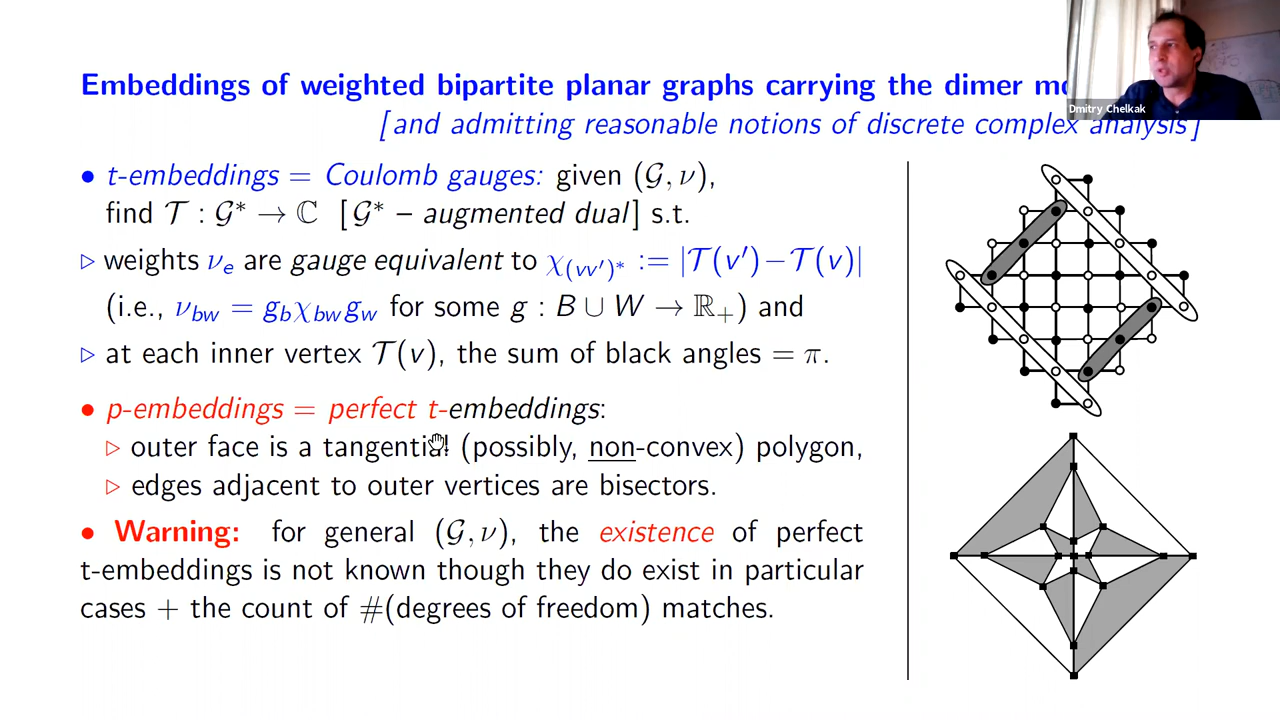 Embeddings of weighted bipartite planar graphs carrying the dimer
Dmitry Chelkak
[and admitting reasonable notions of discrete complex analysis]
• t-embeddings = Coulomb gauges: given (𝒢, ν),
find 𝒯 : 𝒢* → ℂ [𝒢* – augmented dual] s.t.
▷ weights νₑ are gauge equivalent to χ_(vv′)* := |𝒯(v′)−𝒯(v)|
(i.e., ν_bw = g_b χ_bw g_w for some g : B ∪ W → ℝ₊) and
▷ at each inner vertex 𝒯(v), the sum of black angles = π.
• p-embeddings = perfect t-embeddings:
▷ outer face is a tangential (possibly, non-convex) polygon,
▷ edges adjacent to outer vertices are bisectors.
• Warning: for general (𝒢, ν), the existence of perfect
t-embeddings is not known though they do exist in particular
cases + the count of #(degrees of freedom) matches.